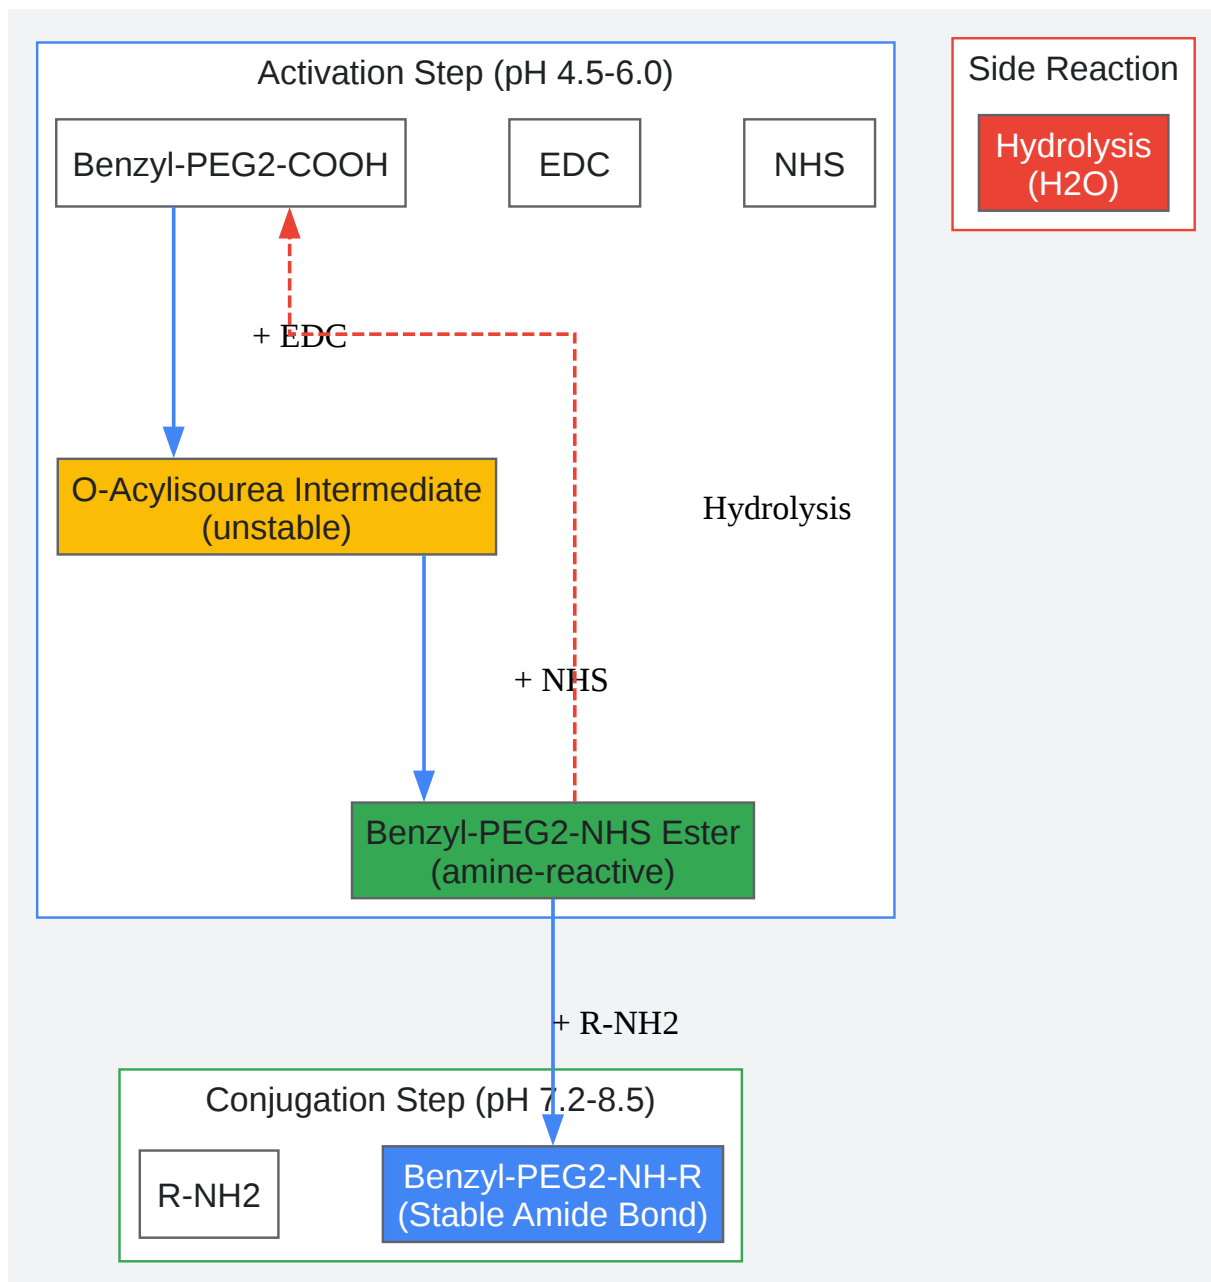 Activation Step (pH 4.5-6.0)
Side Reaction
Benzyl-PEG2-COOH
EDC
NHS
Hydrolysis
(H2O)
+ EDC
O-Acylisourea Intermediate
(unstable)
Hydrolysis
+ NHS
Benzyl-PEG2-NHS Ester
(amine-reactive)
+ R-NH2
Conjugation Step (pH 7.2-8.5)
R-NH2
Benzyl-PEG2-NH-R
(Stable Amide Bond)